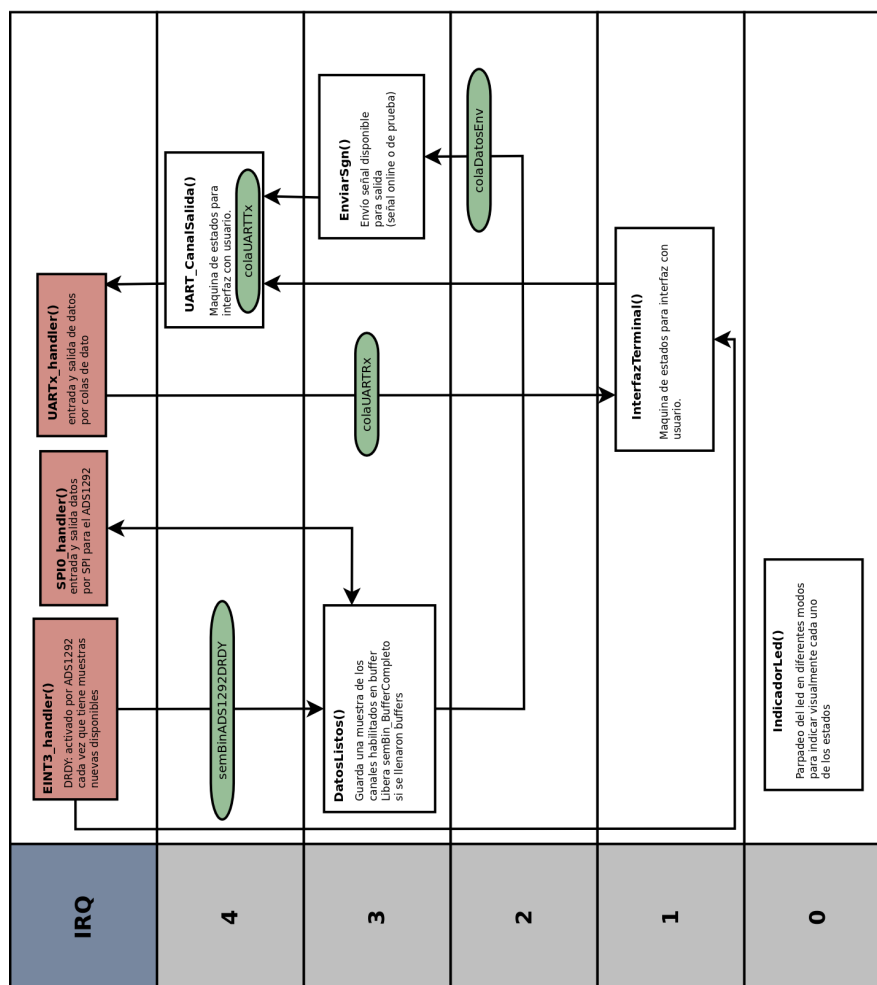 IRQ
EINT3_handler()
DRDY: activado por ADS1292
cada vez que tiene muestras
nuevas disponibles
SPI0_handler()
entrada y salida datos
por SPI para el ADS1292
UARTx_handler()
entrada y salida de datos
por colas de dato
4
semBinADS1292DRDY
UART_CanalSalida()
Maquina de estados para
interfaz con usuario.
colaUARTTx
3
DatosListos()
Guarda una muestra de los
canales habilitados en buffer
Libera semBin_BufferCompleto
si se llenaron buffers
colaUARTRx
EnviarSgn()
Envío señal disponible
para salida
(señal online o de prueba)
2
colaDatosEnv
1
InterfazTerminal()
Maquina de estados para interfaz con
usuario.
0
IndicadorLed()
Parpadeo del led en diferentes modos
para indicar visualmente cada uno
de los estados